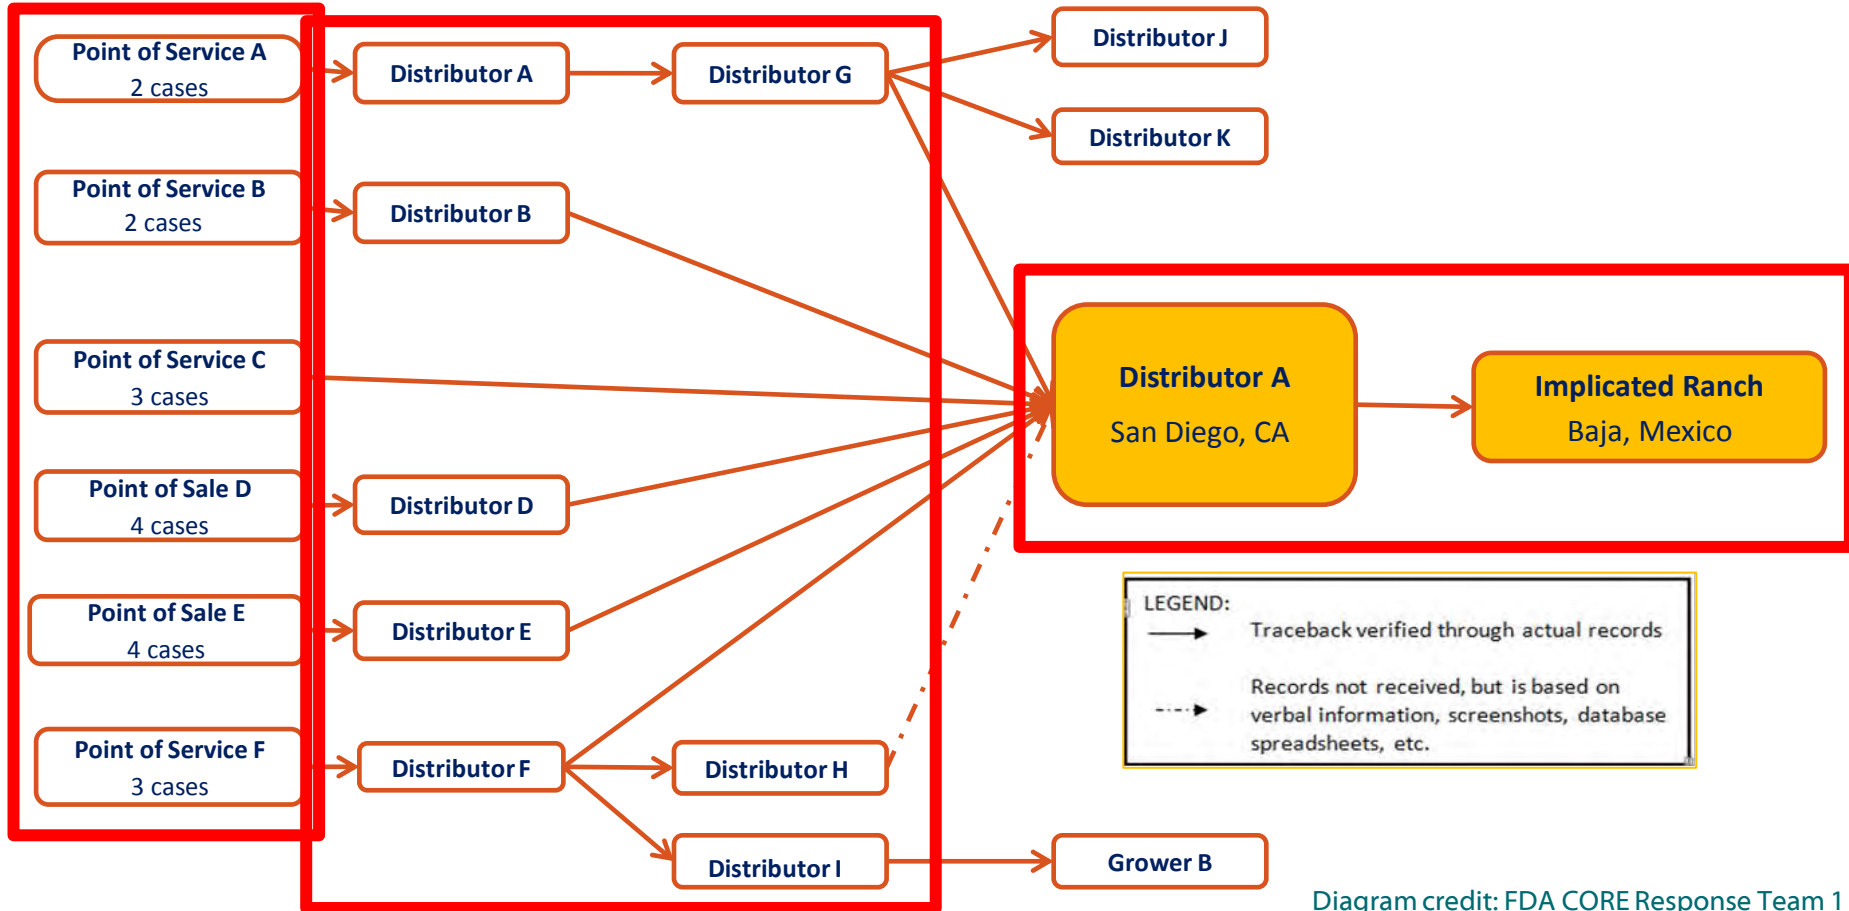 Point of Service A
2 cases
Distributor A
Distributor G
Distributor J
Distributor K
Point of Service B
2 cases
Distributor B
Point of Service C
3 cases
Distributor A
San Diego, CA
Implicated Ranch
Baja, Mexico
Point of Sale D
4 cases
Distributor D
Point of Sale E
4 cases
Distributor E
LEGEND:
Traceback verified through actual records
Records not received, but is based on
verbal information, screenshots, database
spreadsheets, etc.
Point of Service F
3 cases
Distributor F
Distributor H
Distributor I
Grower B
Diagram credit: FDA CORE Response Team 1